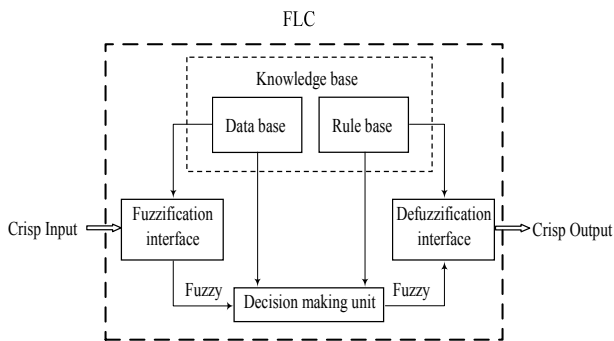 FLC
Knowledge base
Data base
Rule base
Fuzzification
interface
Defuzzification
interface
Crisp Input
Crisp Output
Fuzzy
Decision making unit
Fuzzy